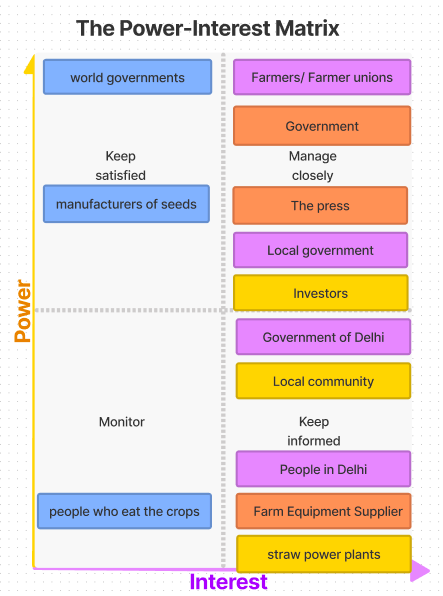 The Power-Interest Matrix
world governments
Farmers/ Farmer unions
Government
Keep
satisfied
Manage
closely
manufacturers of seeds
The press
Local government
Investors
Power
Government of Delhi
Local community
Monitor
Keep
informed
People in Delhi
people who eat the crops
Farm Equipment Supplier
straw power plants
Interest